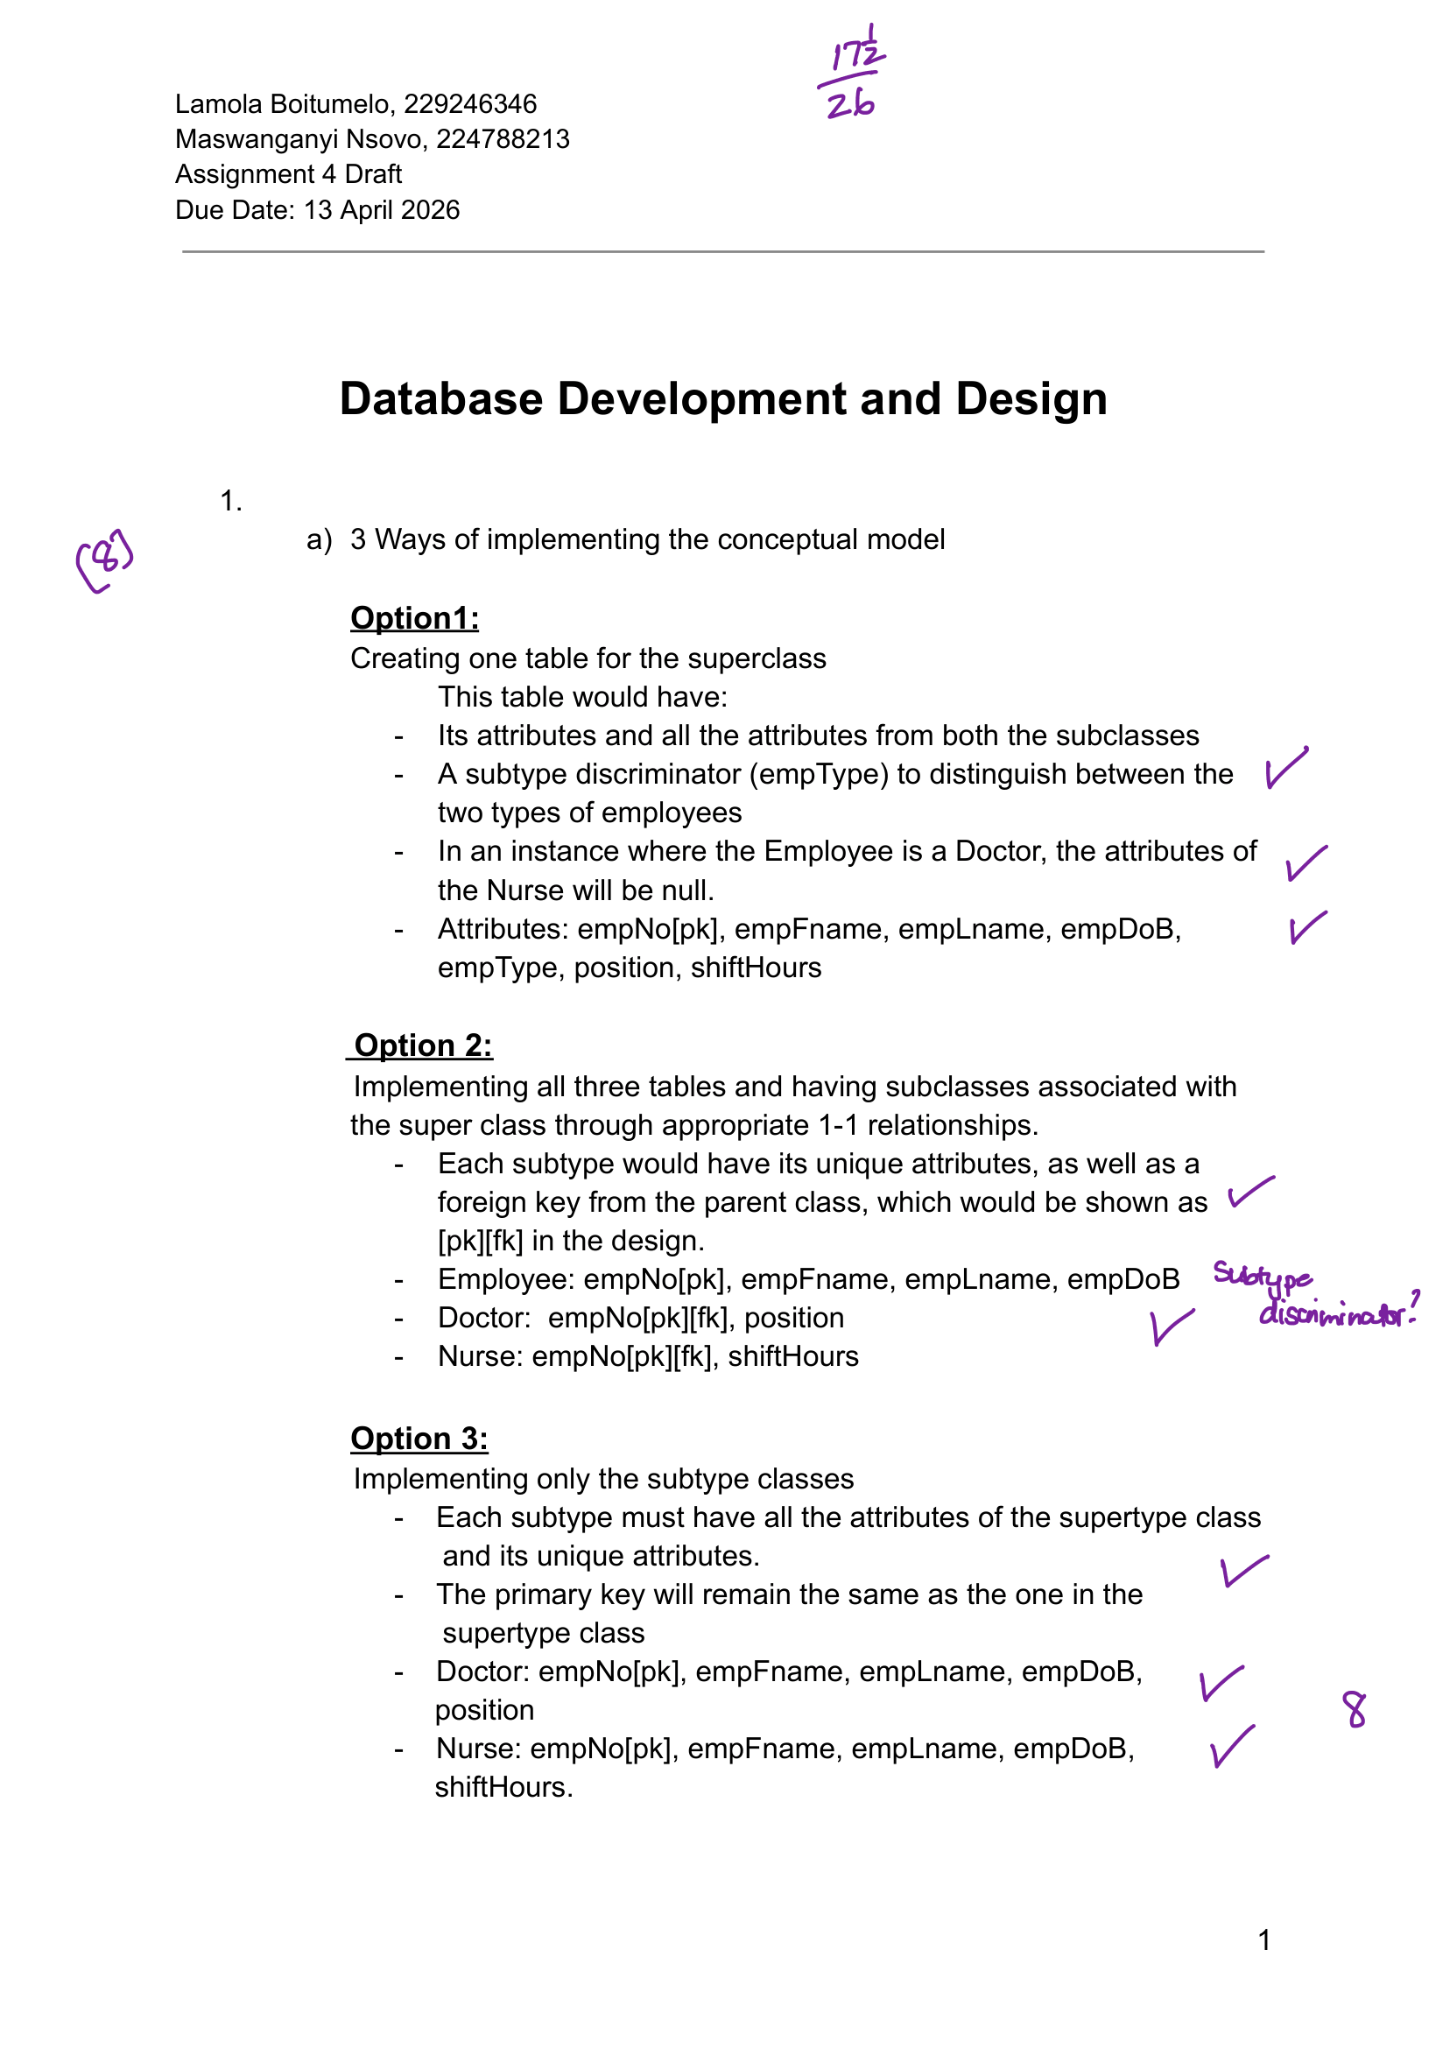 17 1/2
26
Lamola Boitumelo, 229246346
Maswanganyi Nsovo, 224788213
Assignment 4 Draft
Due Date: 13 April 2026
Database Development and Design
1.
[8]
a) 3 Ways of implementing the conceptual model
Option1:
Creating one table for the superclass
This table would have:
- Its attributes and all the attributes from both the subclasses
- A subtype discriminator (empType) to distinguish between the
two types of employees
- In an instance where the Employee is a Doctor, the attributes of
the Nurse will be null.
- Attributes: empNo[pk], empFname, empLname, empDoB,
empType, position, shiftHours
Option 2:
Implementing all three tables and having subclasses associated with
the super class through appropriate 1-1 relationships.
- Each subtype would have its unique attributes, as well as a
foreign key from the parent class, which would be shown as
[pk][fk] in the design.
- Employee: empNo[pk], empFname, empLname, empDoB
Subtype
discriminator?
- Doctor: empNo[pk][fk], position
- Nurse: empNo[pk][fk], shiftHours
Option 3:
Implementing only the subtype classes
- Each subtype must have all the attributes of the supertype class
and its unique attributes.
- The primary key will remain the same as the one in the
supertype class
- Doctor: empNo[pk], empFname, empLname, empDoB,
position
8
- Nurse: empNo[pk], empFname, empLname, empDoB,
shiftHours.
1